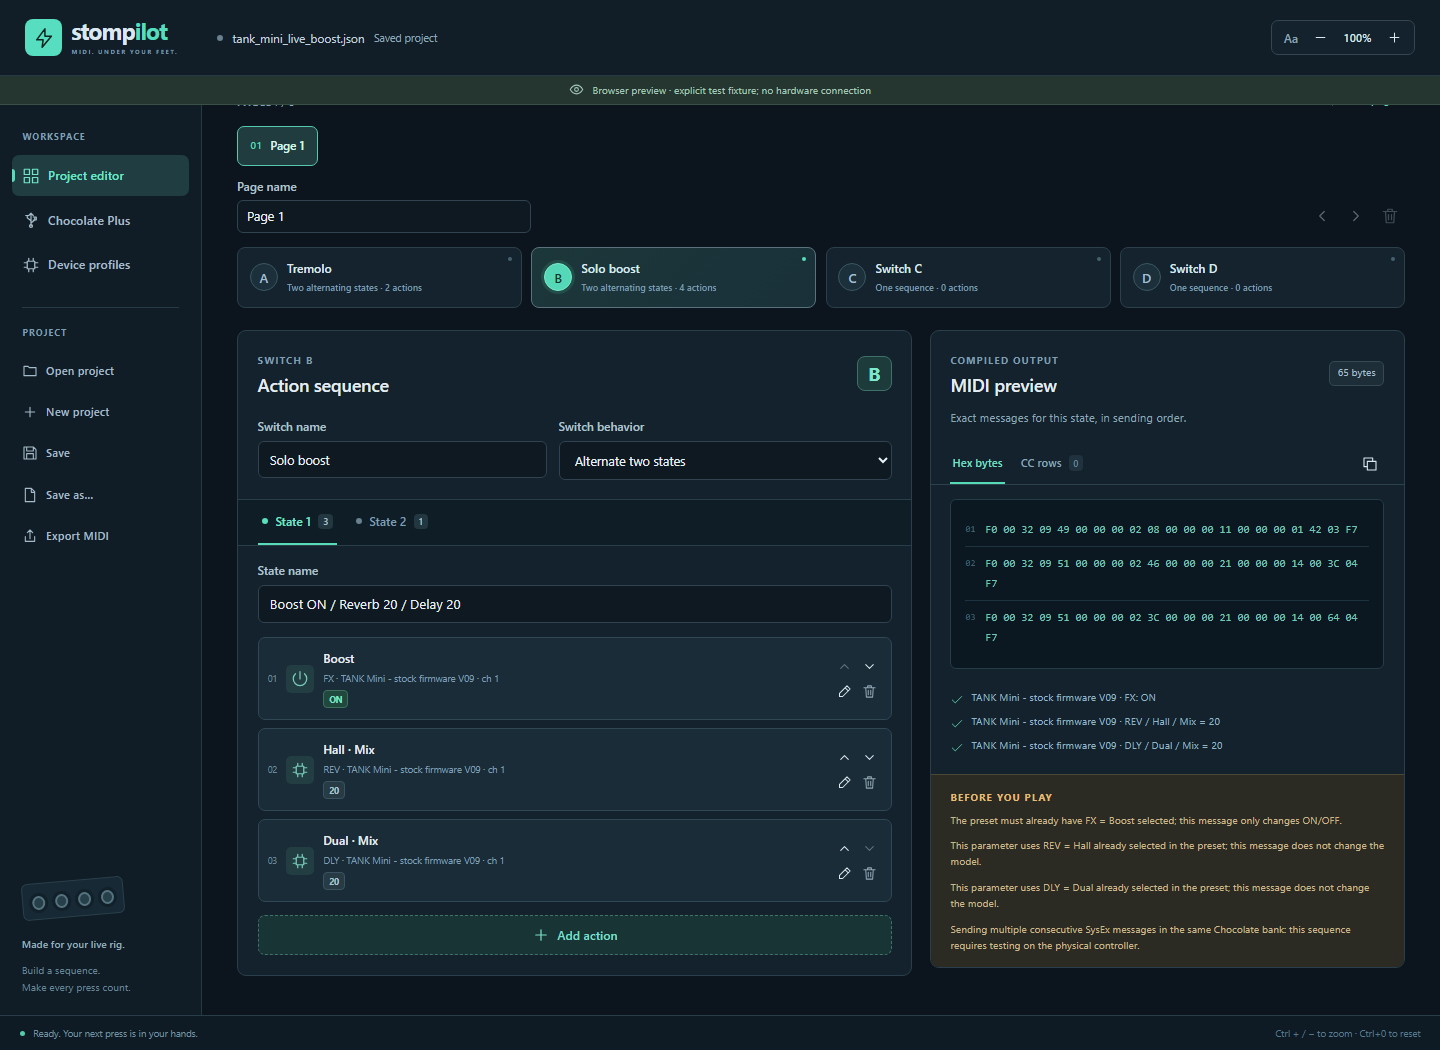 stompilot
MIDI. UNDER YOUR FEET.
tank_mini_live_boost.json Saved project
Aa 100%
Browser preview · explicit test fixture; no hardware connection
WORKSPACE
Project editor
Chocolate Plus
Device profiles
PROJECT
Open project
New project
Save
Save as...
Export MIDI
Made for your live rig.
Build a sequence.
Make every press count.
01 Page 1
Page name
Page 1
A Tremolo
Two alternating states · 2 actions
B Solo boost
Two alternating states · 4 actions
C Switch C
One sequence · 0 actions
D Switch D
One sequence · 0 actions
SWITCH B
Action sequence
B
Switch name
Switch behavior
Solo boost
Alternate two states
State 1 3 State 2 1
State name
Boost ON / Reverb 20 / Delay 20
01 Boost
FX · TANK Mini - stock firmware V09 · ch 1
ON
02 Hall · Mix
REV · TANK Mini - stock firmware V09 · ch 1
20
03 Dual · Mix
DLY · TANK Mini - stock firmware V09 · ch 1
20
Add action
COMPILED OUTPUT
MIDI preview
65 bytes
Exact messages for this state, in sending order.
Hex bytes CC rows 0
01 F0 00 32 09 49 00 00 00 02 08 00 00 00 11 00 00 00 01 42 03 F7
02 F0 00 32 09 51 00 00 00 02 46 00 00 00 21 00 00 00 14 00 3C 04
F7
03 F0 00 32 09 51 00 00 00 02 3C 00 00 00 21 00 00 00 14 00 64 04
F7
TANK Mini - stock firmware V09 · FX: ON
TANK Mini - stock firmware V09 · REV / Hall / Mix = 20
TANK Mini - stock firmware V09 · DLY / Dual / Mix = 20
BEFORE YOU PLAY
The preset must already have FX = Boost selected; this message only changes ON/OFF.
This parameter uses REV = Hall already selected in the preset; this message does not change the
model.
This parameter uses DLY = Dual already selected in the preset; this message does not change
the model.
Sending multiple consecutive SysEx messages in the same Chocolate bank: this sequence
requires testing on the physical controller.
Ready. Your next press is in your hands.
Ctrl + / − to zoom · Ctrl+0 to reset